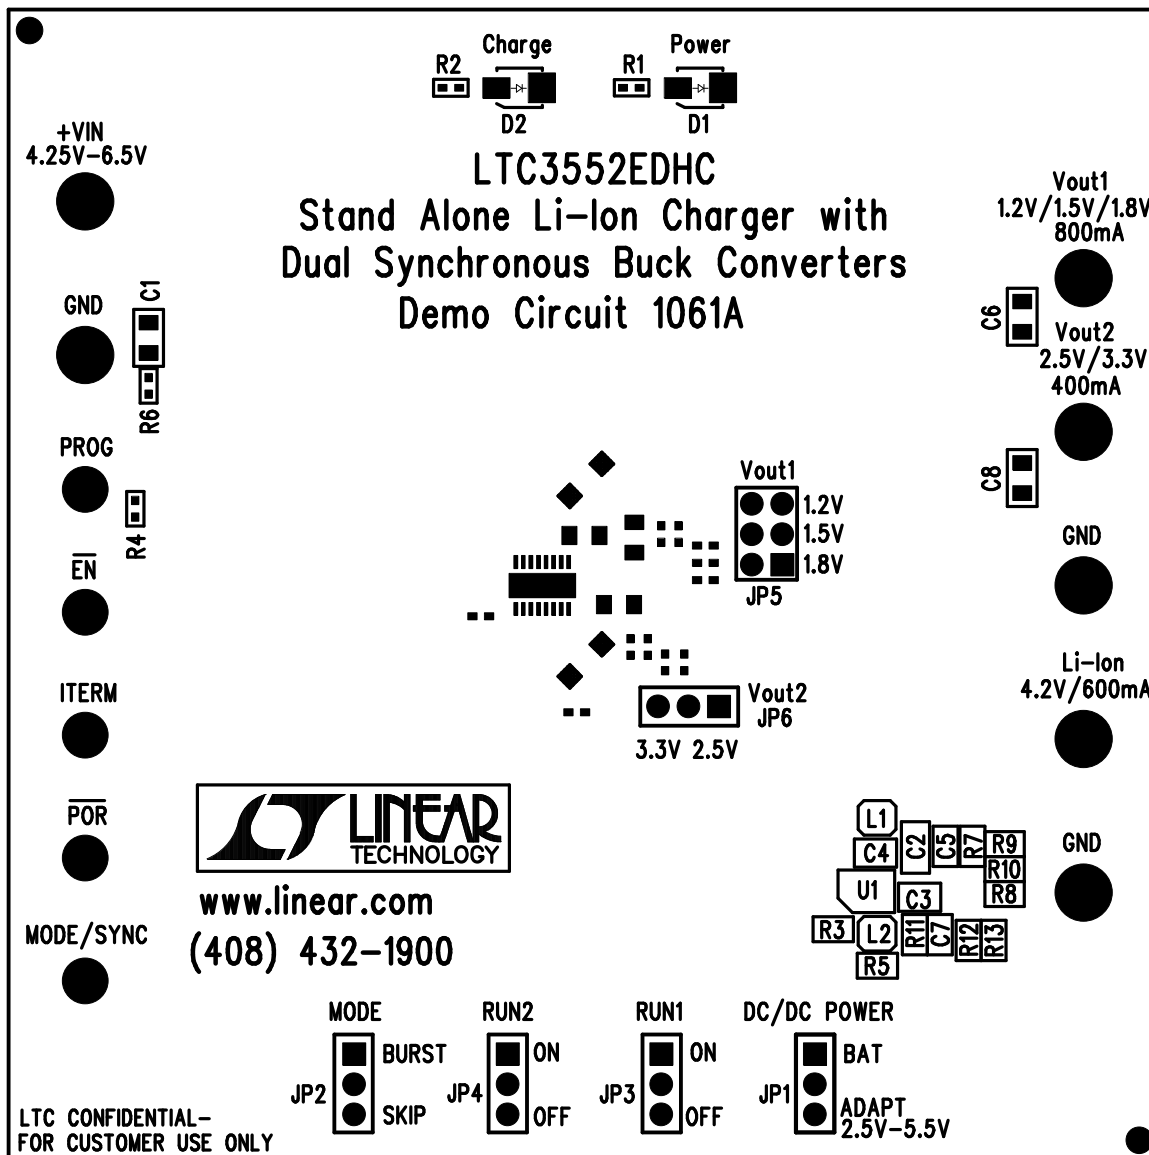 Charge
Power
R2
R1
D2
D1
+VIN
4.25V-6.5V
LTC3552EDHC
Stand Alone Li-Ion Charger with
Dual Synchronous Buck Converters
Demo Circuit 1061A
Vout1
1.2V/1.5V/1.8V
800mA
GND
C1
R6
C6
Vout2
2.5V/3.3V
400mA
PROG
R4
C8
Vout1
1.2V
1.5V
1.8V
JP5
EN
GND
ITERM
Li-Ion
4.2V/600mA
Vout2
JP6
3.3V 2.5V
POR
LINEAR
TECHNOLOGY
www.linear.com
(408) 432-1900
L1
C4
C2
C5
R7
R9
R10
R8
U1
C3
R3
L2
R11
C7
R12
R13
R5
GND
MODE/SYNC
MODE
BURST
JP2
SKIP
RUN2
ON
JP4
OFF
RUN1
ON
JP3
OFF
DC/DC POWER
BAT
JP1
ADAPT
2.5V-5.5V
LTC CONFIDENTIAL-
FOR CUSTOMER USE ONLY